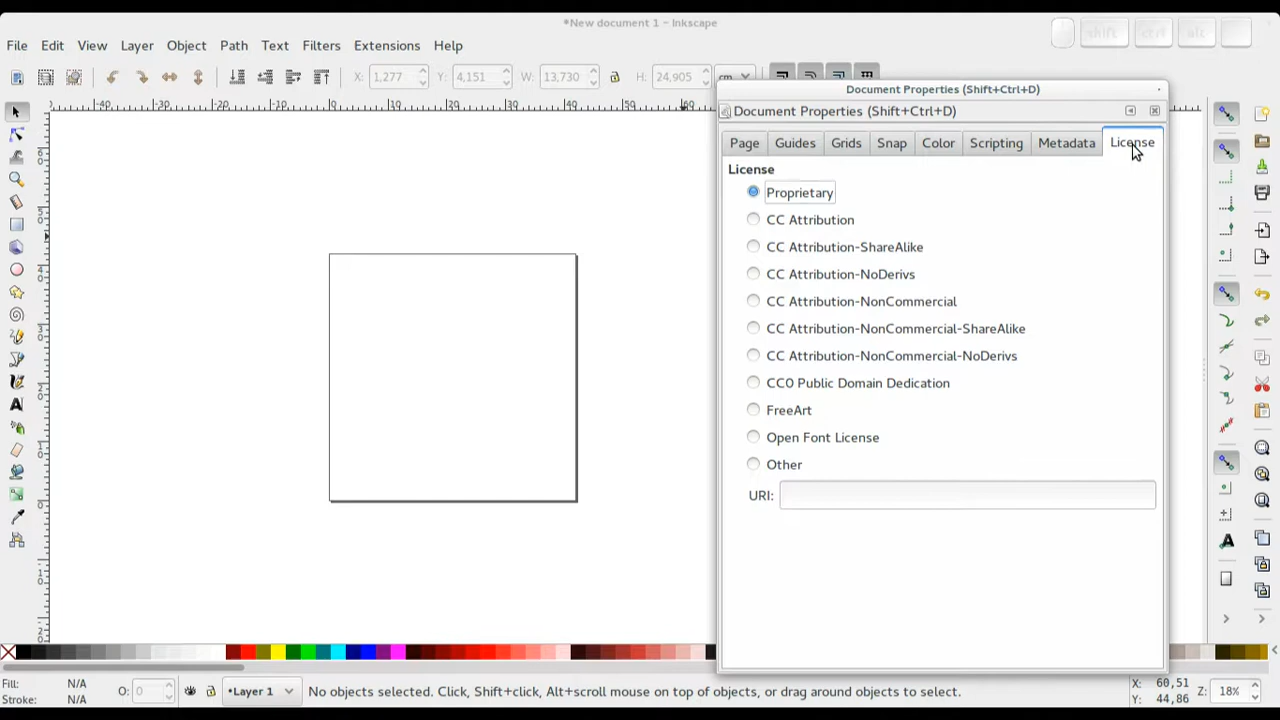 *New document 1 - Inkscape
shift ctrl alt
File Edit View Layer Object Path Text Filters Extensions Help
X: 1,277 Y: 4,151 W: 13,730 H: 24,905 cm
Document Properties (Shift+Ctrl+D)
Document Properties (Shift+Ctrl+D)
Page Guides Grids Snap Color Scripting Metadata License
License
Proprietary
CC Attribution
CC Attribution-ShareAlike
CC Attribution-NoDerivs
CC Attribution-NonCommercial
CC Attribution-NonCommercial-ShareAlike
CC Attribution-NonCommercial-NoDerivs
CC0 Public Domain Dedication
FreeArt
Open Font License
Other
URI:
Fill: N/A
Stroke: N/A
O: 0
•Layer 1
No objects selected. Click, Shift+click, Alt+scroll mouse on top of objects, or drag around objects to select.
X: 60,51
Y: 44,86
Z: 18%